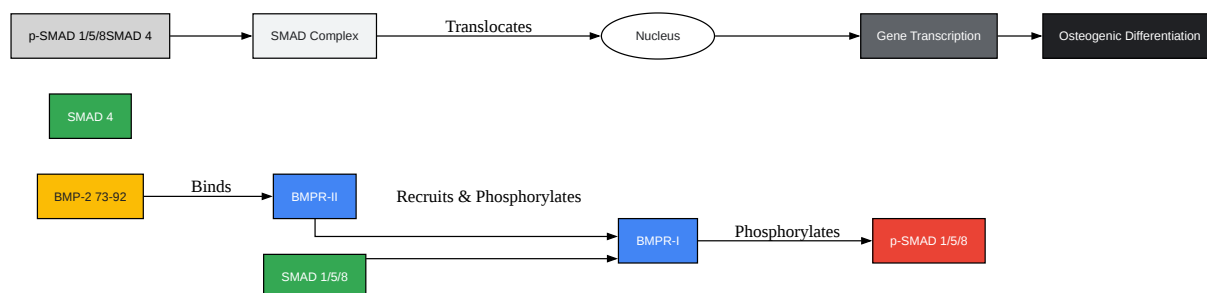 p-SMAD 1/5/8SMAD 4
SMAD Complex
Translocates
Nucleus
Gene Transcription
Osteogenic Differentiation
SMAD 4
BMP-2 73-92
Binds
BMPR-II
Recruits & Phosphorylates
BMPR-I
Phosphorylates
p-SMAD 1/5/8
SMAD 1/5/8